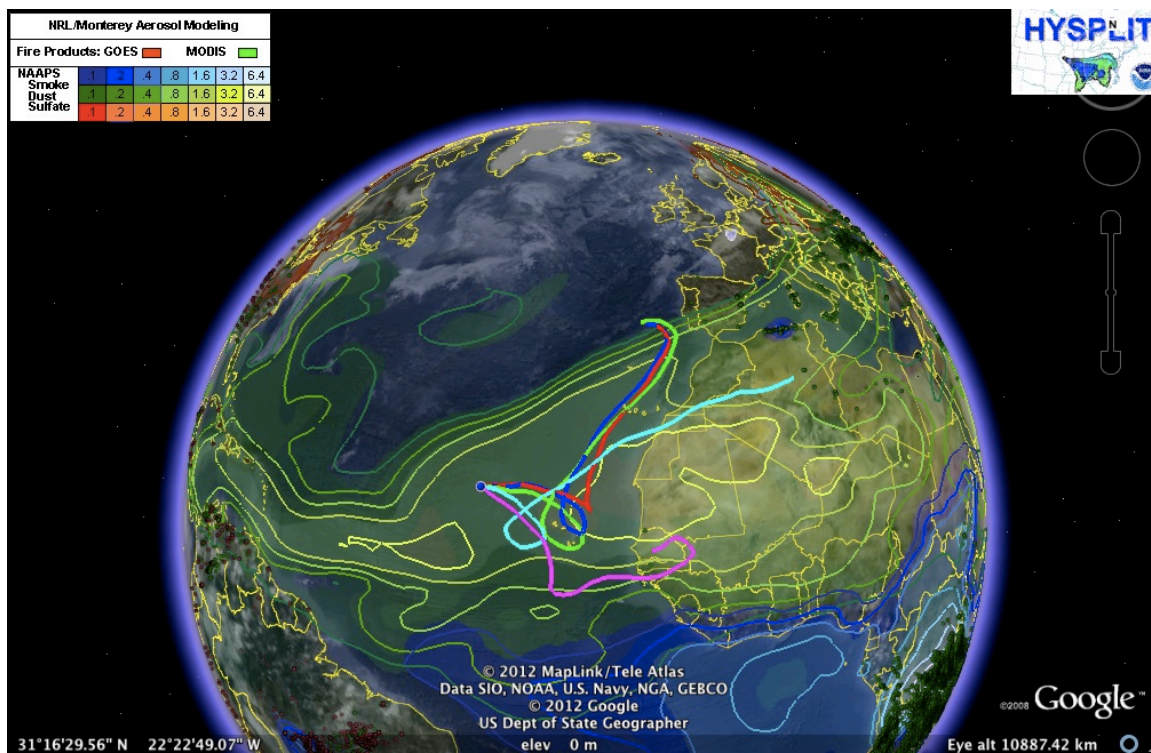 NRL/Monterey Aerosol Modeling
Fire Products: GOES MODIS
NAAPS
Smoke .1 .2 .4 .8 1.6 3.2 6.4
Dust .1 .2 .4 .8 1.6 3.2 6.4
Sulfate .1 .2 .4 .8 1.6 3.2 6.4
HYSPLIT
N
© 2012 MapLink/Tele Atlas
Data SIO, NOAA, U.S. Navy, NGA, GEBCO
© 2012 Google
US Dept of State Geographer
©2008 Google™
31°16'29.56" N 22°22'49.07" W elev 0 m Eye alt 10887.42 km